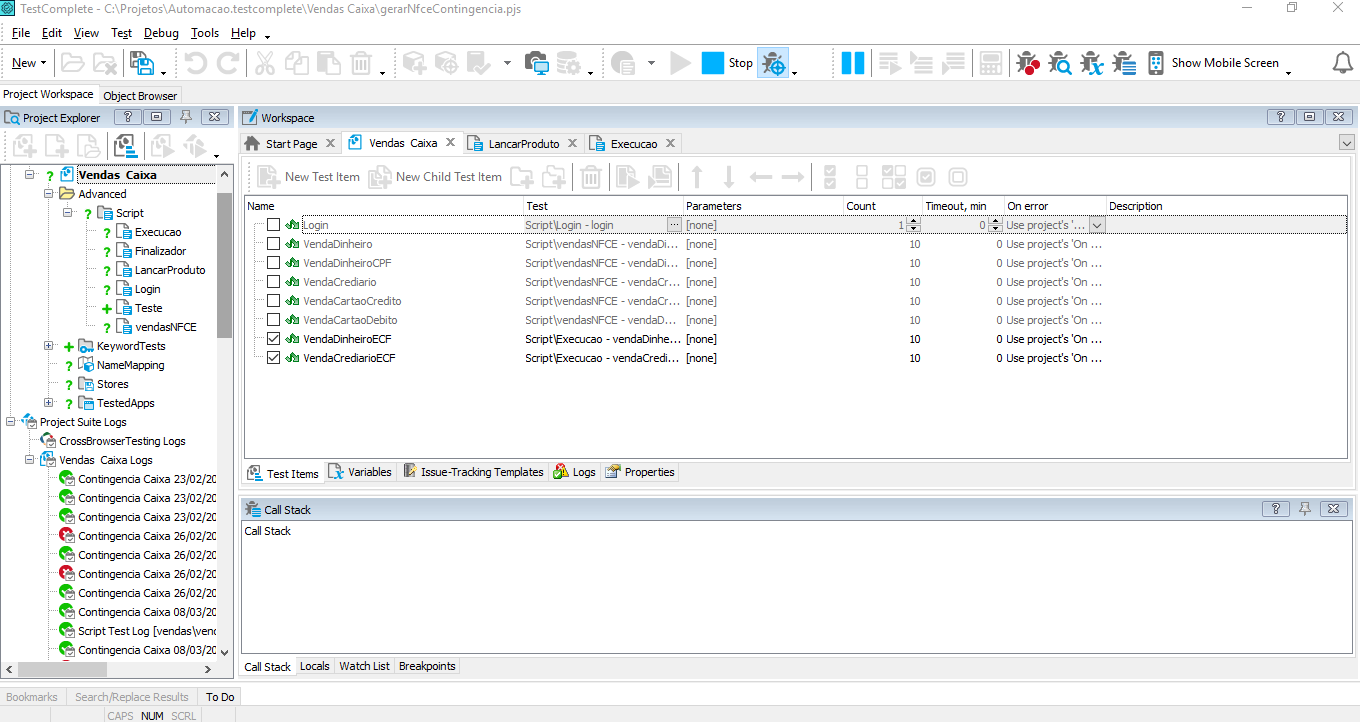 TestComplete - C:\Projetos\Automacao.testcomplete\Vendas Caixa\gerarNfceContingencia.pjs
File Edit View Test Debug Tools Help
New Stop Show Mobile Screen
Project Workspace Object Browser
Project Explorer
Vendas Caixa
Advanced
Script
Execucao
Finalizador
LancarProduto
Login
Teste
vendasNFCE
KeywordTests
NameMapping
Stores
TestedApps
Project Suite Logs
CrossBrowserTesting Logs
Vendas Caixa Logs
Contingencia Caixa 23/02/20
Contingencia Caixa 23/02/20
Contingencia Caixa 23/02/20
Contingencia Caixa 26/02/20
Contingencia Caixa 26/02/20
Contingencia Caixa 26/02/20
Contingencia Caixa 26/02/20
Contingencia Caixa 08/03/20
Script Test Log [vendas\venc
Contingencia Caixa 08/03/20
Workspace
Start Page Vendas Caixa LancarProduto Execucao
New Test Item New Child Test Item
Name Test Parameters Count Timeout, min On error Description
Login Script\Login - login ... [none] 1 0 Use project's '...
VendaDinheiro Script\vendasNFCE - vendaDi... [none] 10 0 Use project's 'On ...
VendaDinheiroCPF Script\vendasNFCE - vendaDi... [none] 10 0 Use project's 'On ...
VendaCrediario Script\vendasNFCE - vendaCr... [none] 10 0 Use project's 'On ...
VendaCartaoCredito Script\vendasNFCE - vendaCr... [none] 10 0 Use project's 'On ...
VendaCartaoDebito Script\vendasNFCE - vendaD... [none] 10 0 Use project's 'On ...
VendaDinheiroECF Script\Execucao - vendaDinhe... [none] 10 0 Use project's 'On ...
VendaCrediarioECF Script\Execucao - vendaCredi... [none] 10 0 Use project's 'On ...
Test Items Variables Issue-Tracking Templates Logs Properties
Call Stack
Call Stack
Call Stack Locals Watch List Breakpoints
Bookmarks Search/Replace Results To Do
CAPS NUM SCRL